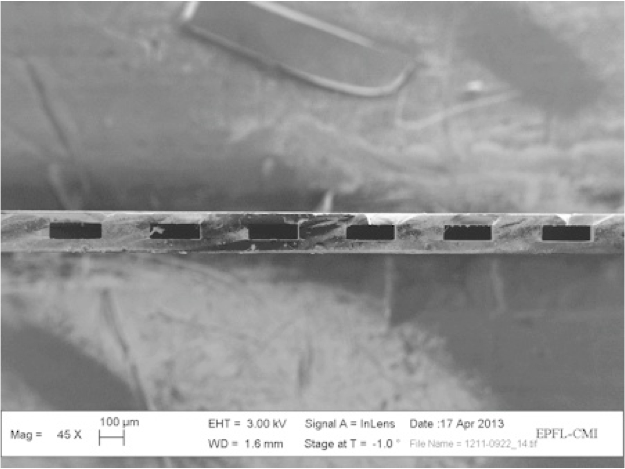 Mag = 45 X 100 µm EHT = 3.00 kV Signal A = InLens Date :17 Apr 2013 EPFL-CMI
WD = 1.6 mm Stage at T = -1.0 ° File Name = 1211-0922_14.tif